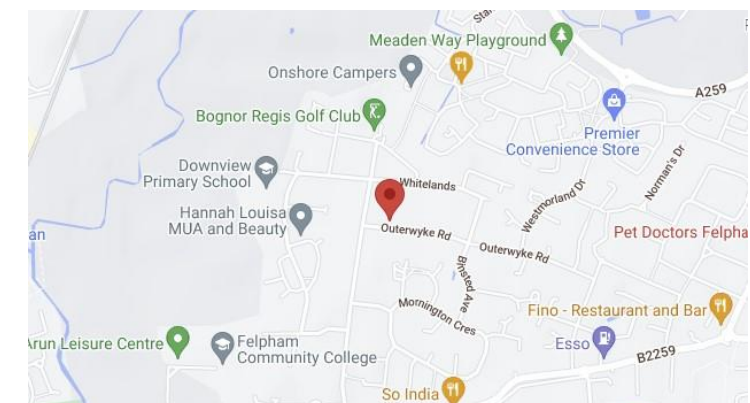 Sta
Meaden Way Playground
Onshore Campers
A259
Bognor Regis Golf Club
Premier
Convenience Store
Downview
Primary School
Whitelands
Norman's Dr
Westmorland Dr
Hannah Louisa
MUA and Beauty
Outerwyke Rd
Pet Doctors Felpha
an
Outerwyke Rd
Binsted Ave
Mornington Cres
Fino - Restaurant and Bar
Arun Leisure Centre
Felpham
Community College
Esso
B2259
So India